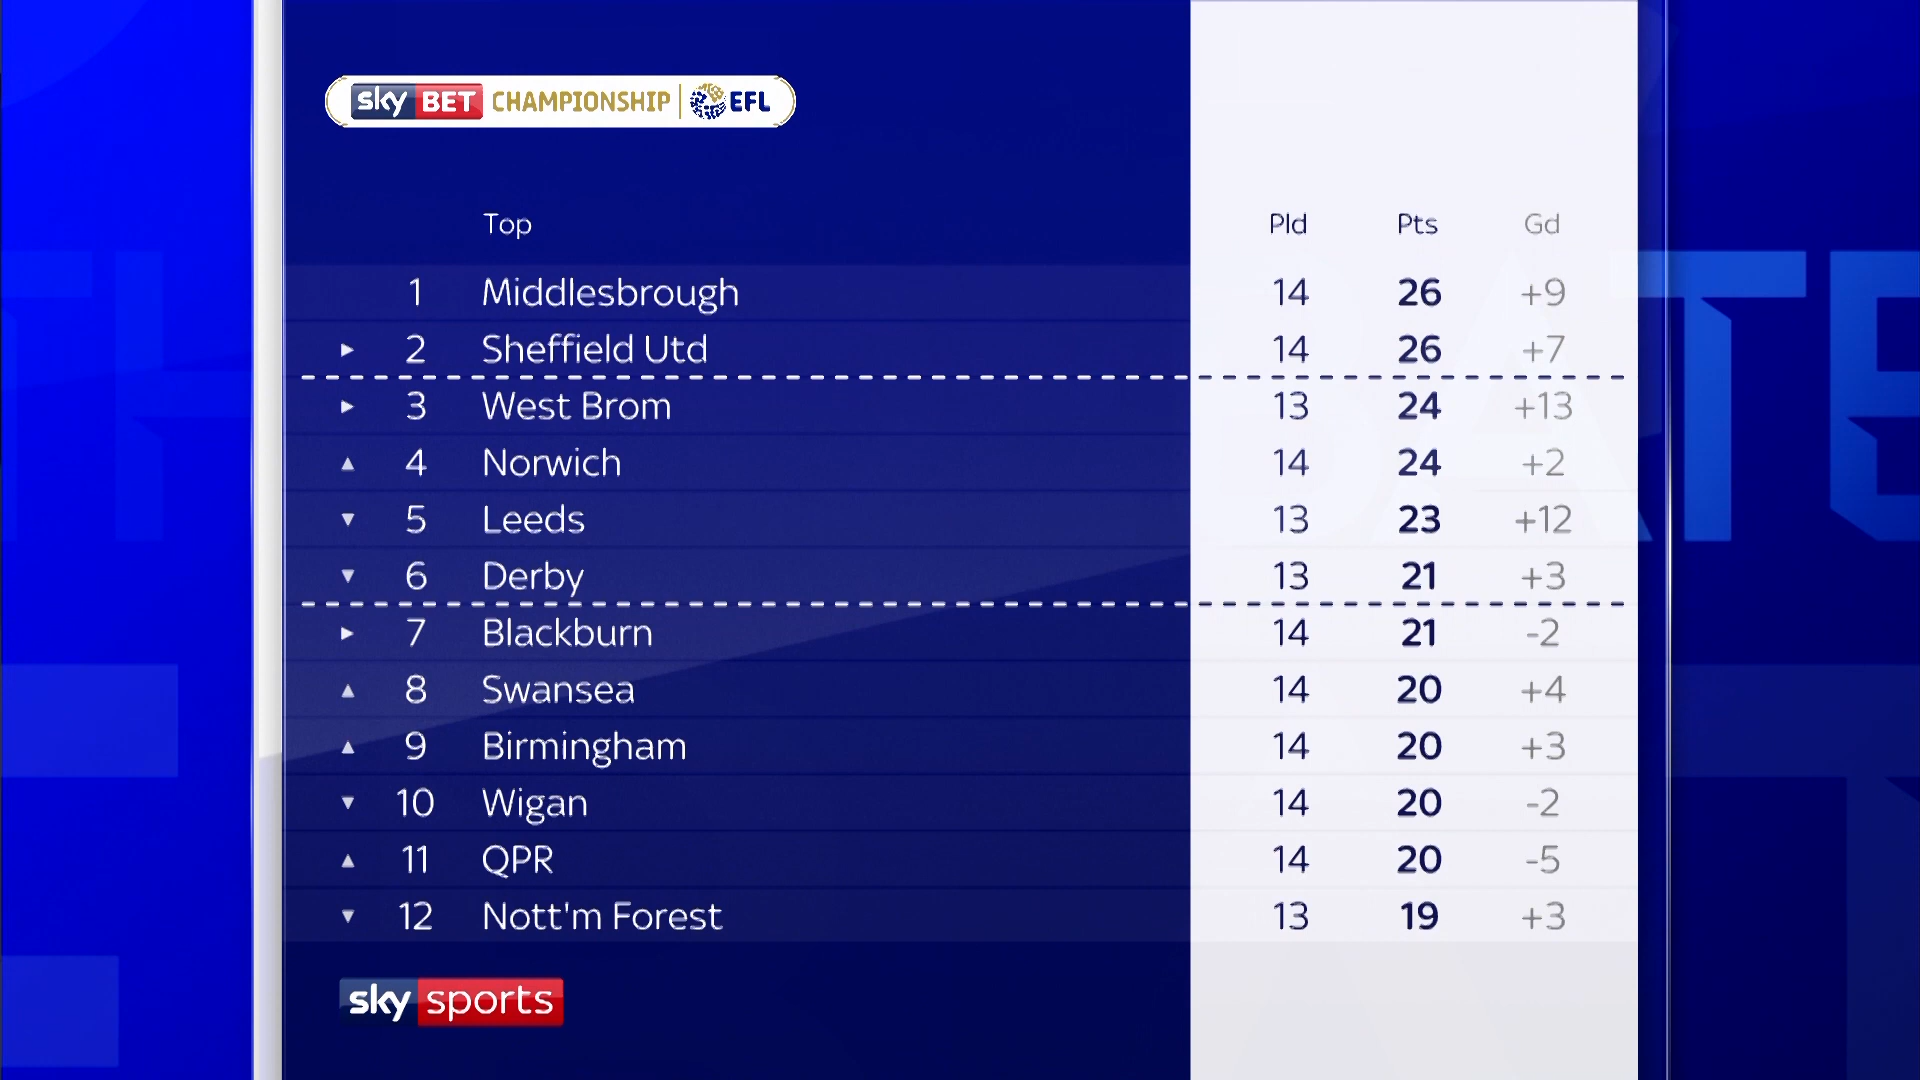 sky BET CHAMPIONSHIP EFL
Top Pld Pts Gd
1 Middlesbrough 14 26 +9
► 2 Sheffield Utd 14 26 +7
► 3 West Brom 13 24 +13
▲ 4 Norwich 14 24 +2
▼ 5 Leeds 13 23 +12
▼ 6 Derby 13 21 +3
► 7 Blackburn 14 21 -2
▲ 8 Swansea 14 20 +4
▲ 9 Birmingham 14 20 +3
▼ 10 Wigan 14 20 -2
▲ 11 QPR 14 20 -5
▼ 12 Nott'm Forest 13 19 +3
sky sports